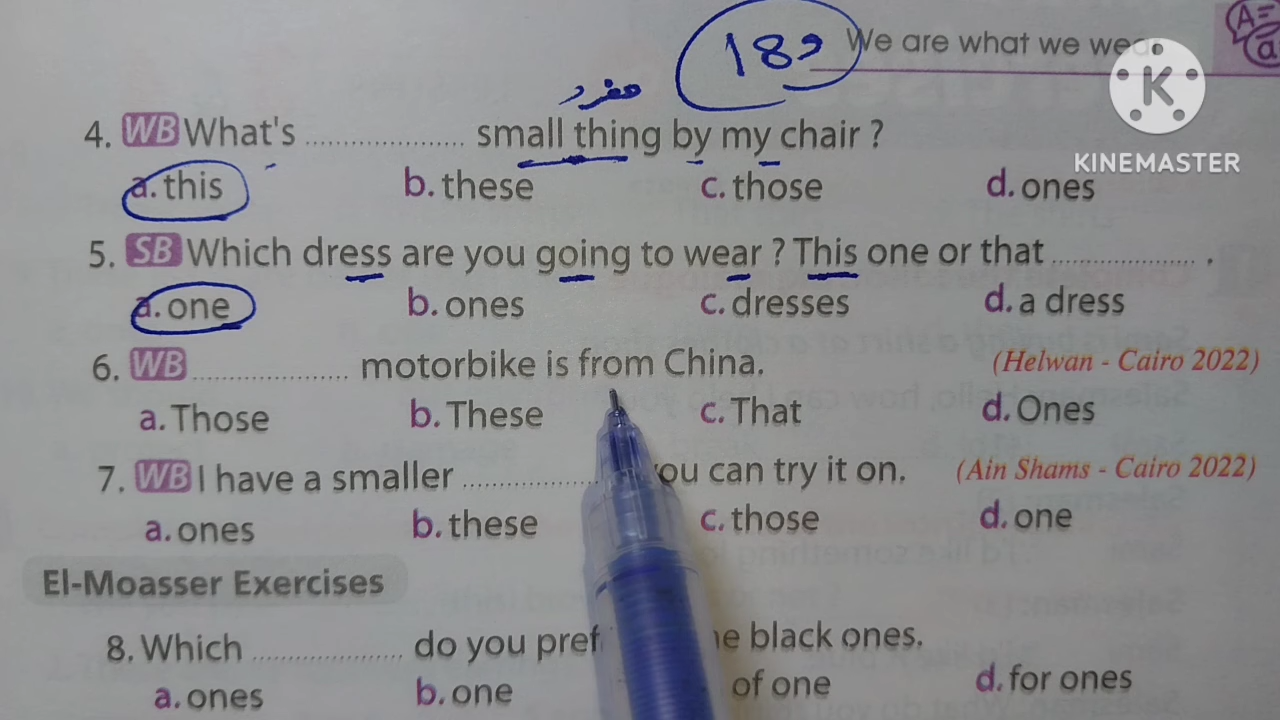 We are what we wea
18 و
A=
a
KINEMASTER
مفرد
4. WB What's .................... small thing by my chair ?
a. this b. these c. those d. ones
5. SB Which dress are you going to wear ? This one or that .................... .
a. one b. ones c. dresses d. a dress
6. WB .................... motorbike is from China. (Helwan - Cairo 2022)
a. Those b. These c. That d. Ones
7. WB I have a smaller .................... ou can try it on. (Ain Shams - Cairo 2022)
a. ones b. these c. those d. one
El-Moasser Exercises
8. Which .................... do you pref e black ones.
a. ones b. one of one d. for ones